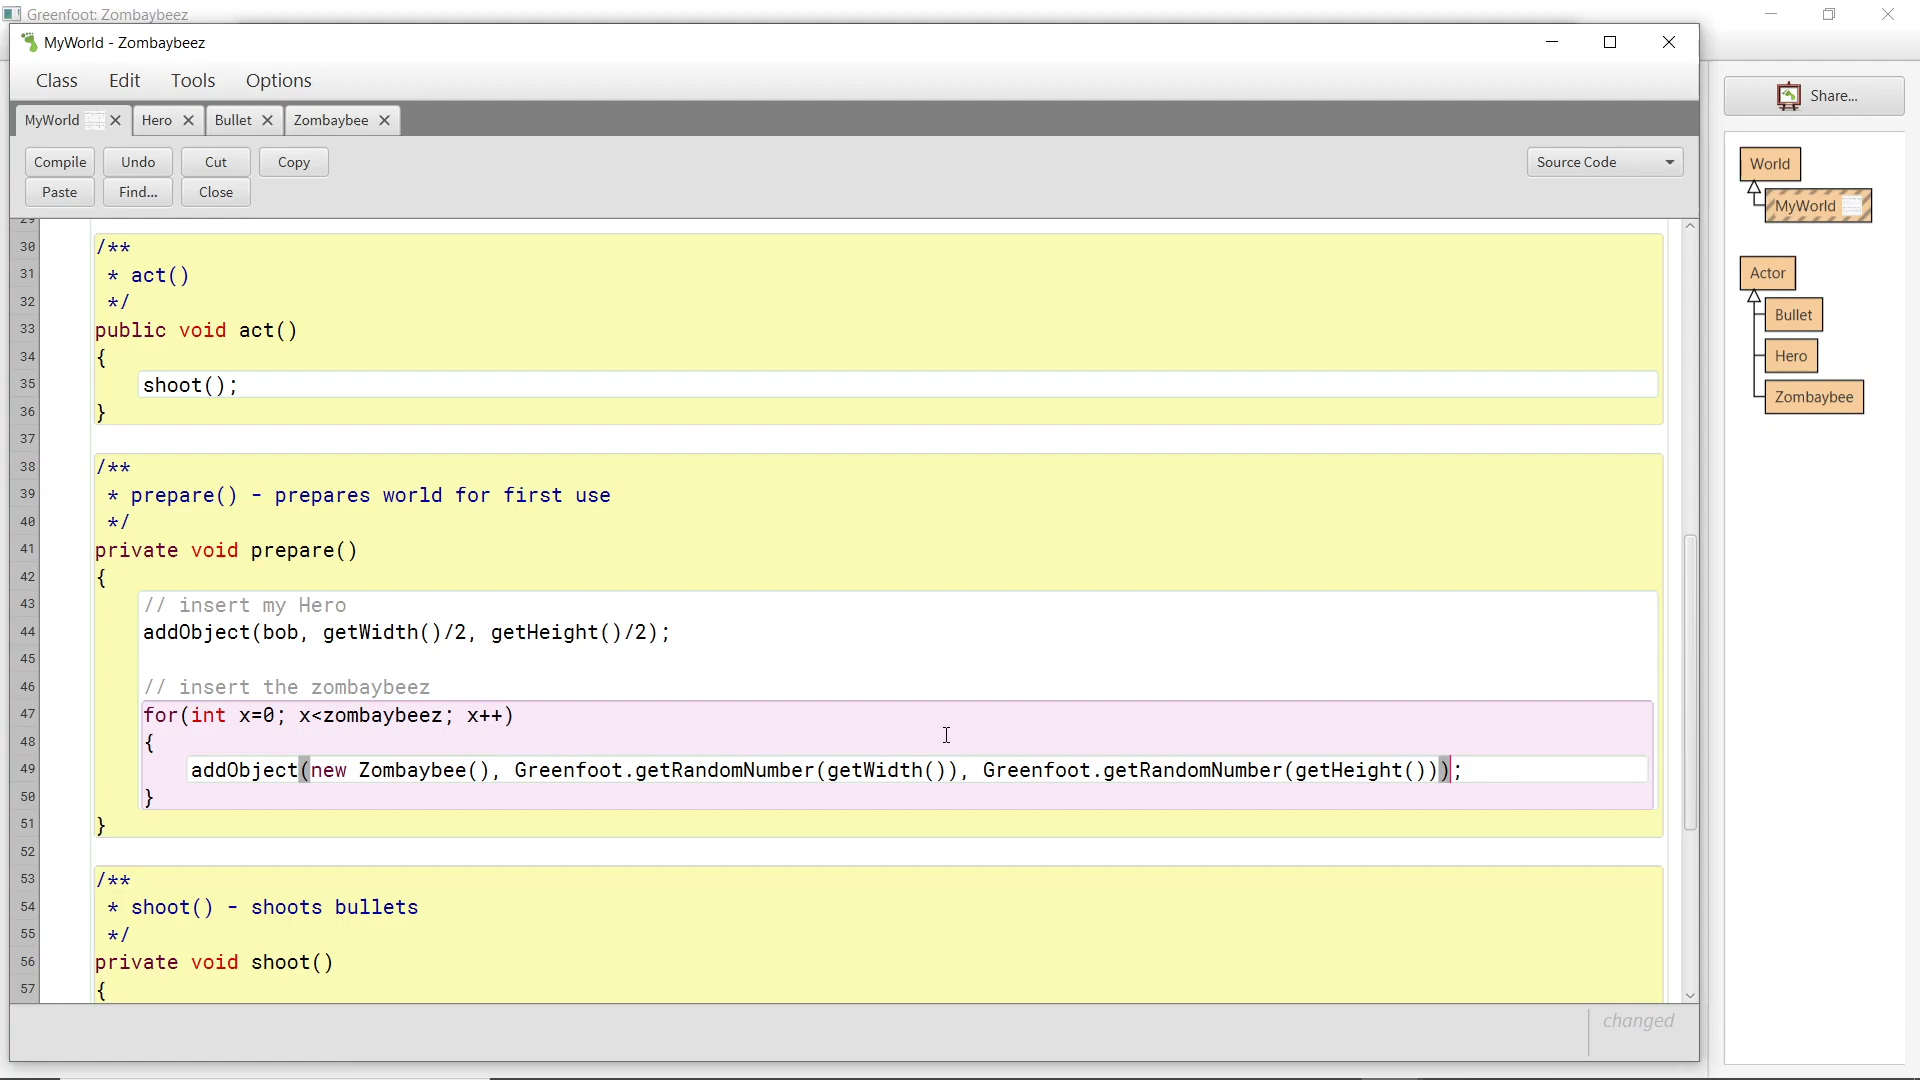 Greenfoot: Zombaybeez
MyWorld - Zombaybeez
Class Edit Tools Options
MyWorld Hero Bullet Zombaybee
Compile Undo Cut Copy
Paste Find... Close
Source Code
Share...
World
MyWorld
Actor
Bullet
Hero
Zombaybee
29
30 /**
31 * act()
32 */
33 public void act()
34 {
35 shoot();
36 }
37
38 /**
39 * prepare() - prepares world for first use
40 */
41 private void prepare()
42 {
43 // insert my Hero
44 addObject(bob, getWidth()/2, getHeight()/2);
45
46 // insert the zombaybeez
47 for(int x=0; x<zombaybeez; x++)
48 {
49 addObject(new Zombaybee(), Greenfoot.getRandomNumber(getWidth()), Greenfoot.getRandomNumber(getHeight()));
50 }
51 }
52
53 /**
54 * shoot() - shoots bullets
55 */
56 private void shoot()
57 {
changed